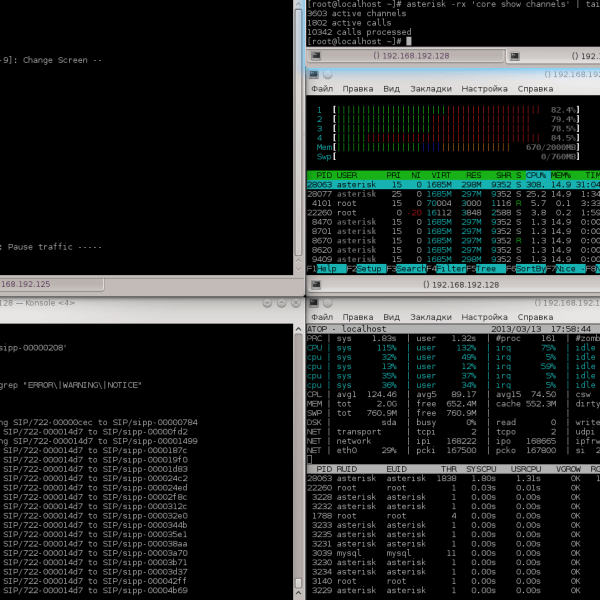 [root@localhost ~]# asterisk -rx 'core show channels' | tai
3603 active channels
1802 active calls
10342 calls processed
[root@localhost ~]#
() 192.168.192.128
() 192.
-9]: Change Screen --
: Pause traffic -----
168.192.125
() 192.168.192
Файл Правка Вид Закладки Настройка Справка
1 [ 82.4%]
2 [ 79.4%]
3 [ 78.5%]
4 [ 84.5%]
Mem[ 670/2000MB]
Swp[ 0/760MB]
PID USER PRI NI VIRT RES SHR S CPU% MEM% TI
28063 asterisk 15 0 1685M 298M 9352 S 308. 14.9 31:04
28077 asterisk 25 0 1685M 297M 9352 S 25.2 14.9 1:34
4101 root 15 0 70004 3000 1116 R 5.7 0.1 3:33
22260 root 0 -20 16112 3848 2588 S 3.8 0.2 1:59
8470 asterisk 15 0 1685M 297M 9352 S 1.3 14.9 0:00
8701 asterisk 15 0 1685M 297M 9352 S 1.3 14.9 0:00
8670 asterisk 15 0 1685M 297M 9352 R 1.3 14.9 0:00
8620 asterisk 15 0 1685M 297M 9352 S 1.3 14.9 0:00
9409 asterisk 15 0 1685M 297M 9352 S 1.3 14.9 0:00
F1Help F2Setup F3Search F4Filter F5Tree F6SortBy F7Nice - F8N
() 192.168.192.128
128 — Konsole <4>
sipp-00000208'
grep "ERROR\|WARNING\|NOTICE"
ng SIP/722-00000cec to SIP/sipp-00000784
SIP/722-000014d7 to SIP/sipp-00000fd2
ng SIP/722-000014d7 to SIP/sipp-00001499
SIP/722-000014d7 to SIP/sipp-0000187c
SIP/722-000014d7 to SIP/sipp-000019f0
SIP/722-000014d7 to SIP/sipp-00001d83
SIP/722-000014d7 to SIP/sipp-000024c2
SIP/722-000014d7 to SIP/sipp-000024ed
SIP/722-000014d7 to SIP/sipp-00002f8c
SIP/722-000014d7 to SIP/sipp-0000312c
SIP/722-000014d7 to SIP/sipp-000032e0
SIP/722-000014d7 to SIP/sipp-0000344b
SIP/722-000014d7 to SIP/sipp-000035e1
SIP/722-000014d7 to SIP/sipp-000038aa
SIP/722-000014d7 to SIP/sipp-00003a70
SIP/722-000014d7 to SIP/sipp-00003b71
SIP/722-000014d7 to SIP/sipp-00003d37
SIP/722-000014d7 to SIP/sipp-000042ff
SIP/722-000014d7 to SIP/sipp-00004b69
() 192.168.192.1
Файл Правка Вид Закладки Настройка Справка
ATOP - localhost 2013/03/13 17:58:44
PRC | sys 1.83s | user 1.32s | #proc 161 | #zomb
CPU | sys 115% | user 132% | irq 75% | idle
cpu | sys 32% | user 49% | irq 5% | idle
cpu | sys 13% | user 12% | irq 59% | idle
cpu | sys 35% | user 37% | irq 5% | idle
cpu | sys 36% | user 34% | irq 5% | idle
CPL | avg1 124.46 | avg5 89.17 | avg15 74.50 | csw
MEM | tot 2.0G | free 652.4M | cache 552.3M | dirty
SWP | tot 760.9M | free 760.9M | |
DSK | sda | busy 0% | read 0 | write
NET | transport | tcpi 2 | tcpo 2 | udpi
NET | network | ipi 168222 | ipo 168665 | ipfrw
NET | eth0 29% | pcki 167500 | pcko 167800 | si 2
PID RUID EUID THR SYSCPU USRCPU VGROW RG
28063 asterisk asterisk 1838 1.80s 1.31s 0K
22260 root root 1 0.03s 0.01s 0K
3228 asterisk asterisk 1 0.00s 0.00s 0K
3232 asterisk asterisk 1 0.00s 0.00s 0K
1788 root root 4 0.00s 0.00s 0K
3233 asterisk asterisk 1 0.00s 0.00s 0K
3235 asterisk asterisk 1 0.00s 0.00s 0K
3231 asterisk asterisk 1 0.00s 0.00s 0K
3039 mysql mysql 11 0.00s 0.00s 0K
3230 asterisk asterisk 1 0.00s 0.00s 0K
3234 asterisk asterisk 1 0.00s 0.00s 0K
3140 root root 1 0.00s 0.00s 0K
3229 asterisk asterisk 1 0.00s 0.00s 0K